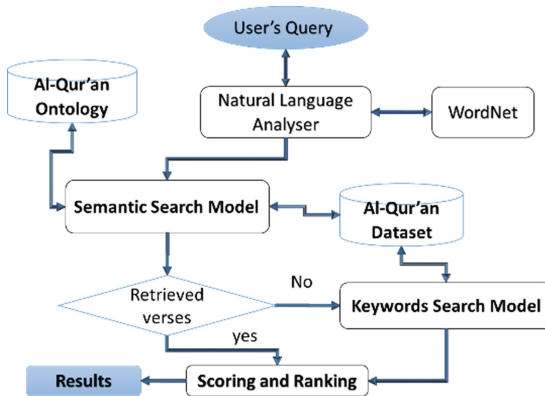 User's Query
Al-Qur'an
Ontology
Natural Language
Analyser
WordNet
Semantic Search Model
Al-Qur'an
Dataset
Retrieved
verses
No
Keywords Search Model
yes
Results
Scoring and Ranking